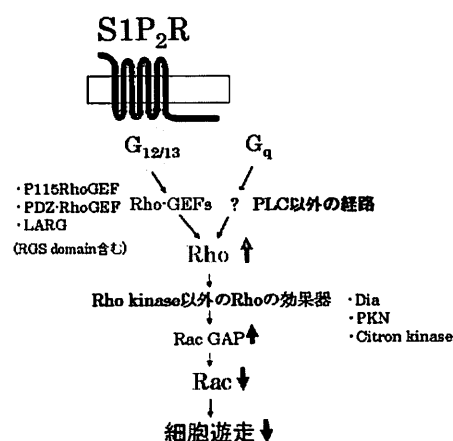 S1P2R
G12/13
Gq
・P115RhoGEF
・PDZ·RhoGEF
・LARG
(RGS domain含む)
Rho·GEFs
? PLC以外の経路
Rho
Rho kinase以外のRhoの効果器
・Dia
・PKN
・Citron kinase
Rac GAP
Rac
細胞遊走